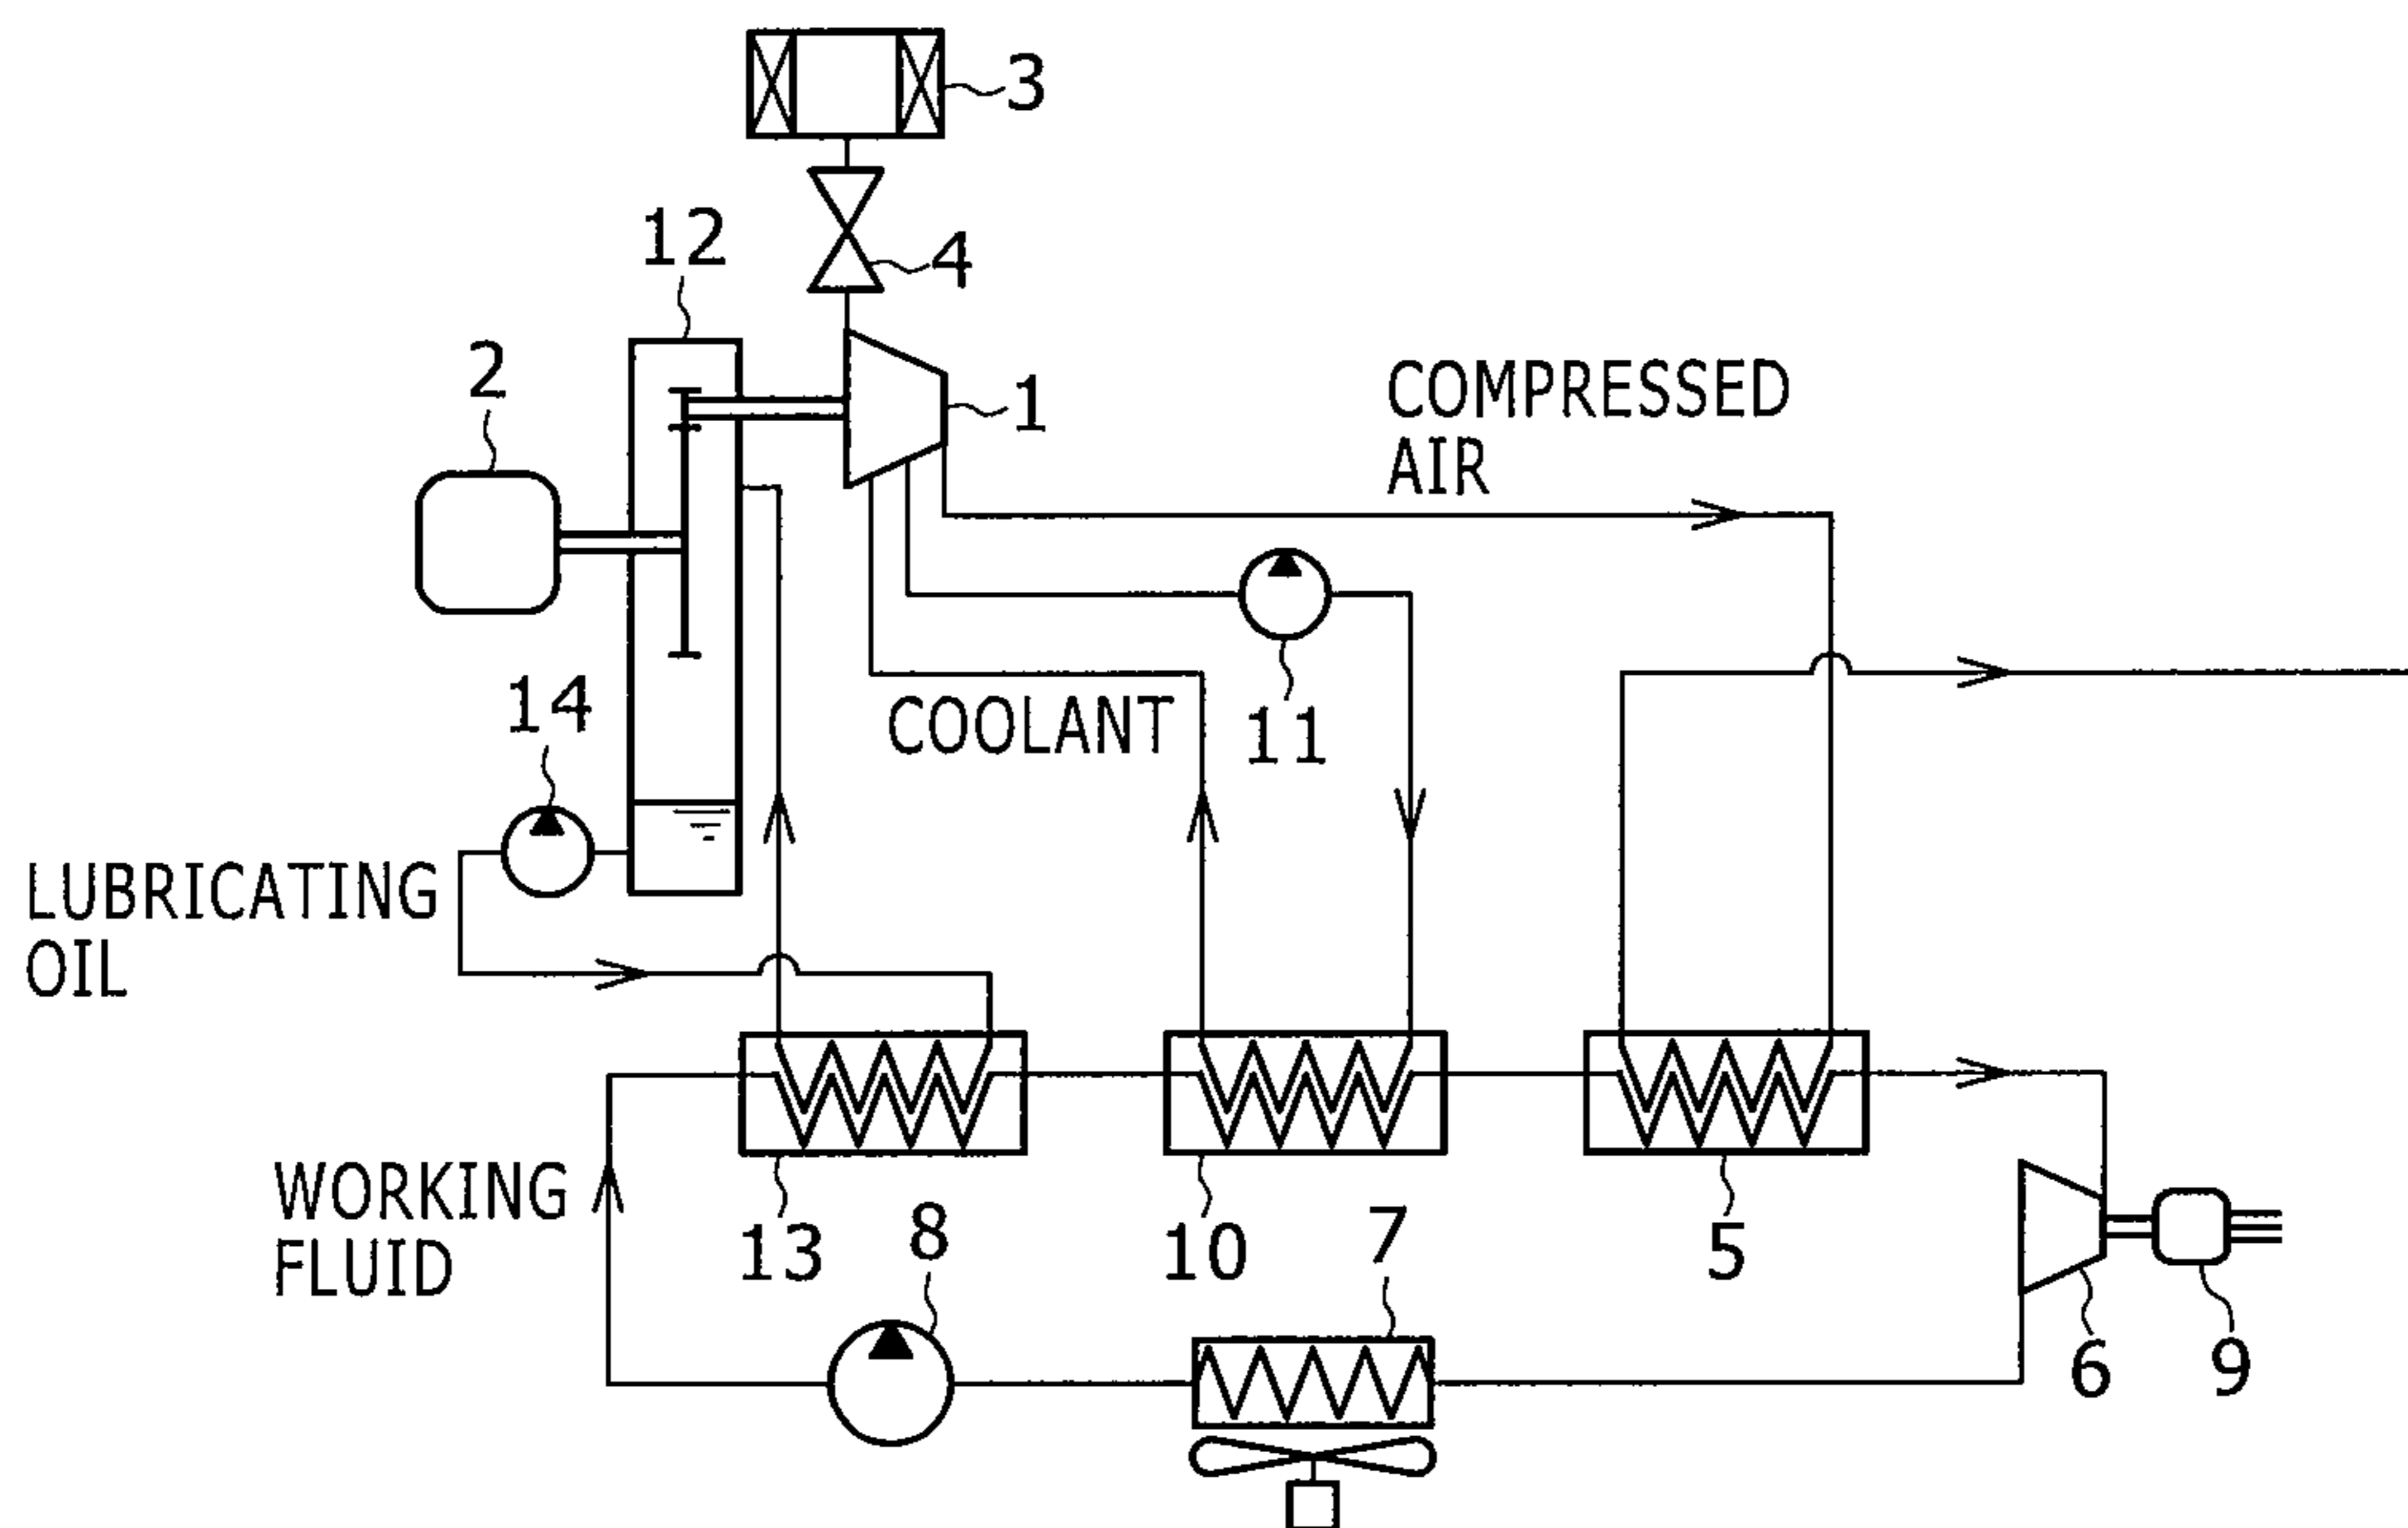 3
4
12
2
1
COMPRESSED
AIR
14
COOLANT
11
LUBRICATING
OIL
WORKING
FLUID
13
8
10
7
5
6
9